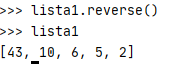 >>> lista1.reverse()
>>> lista1
[43, 10, 6, 5, 2]